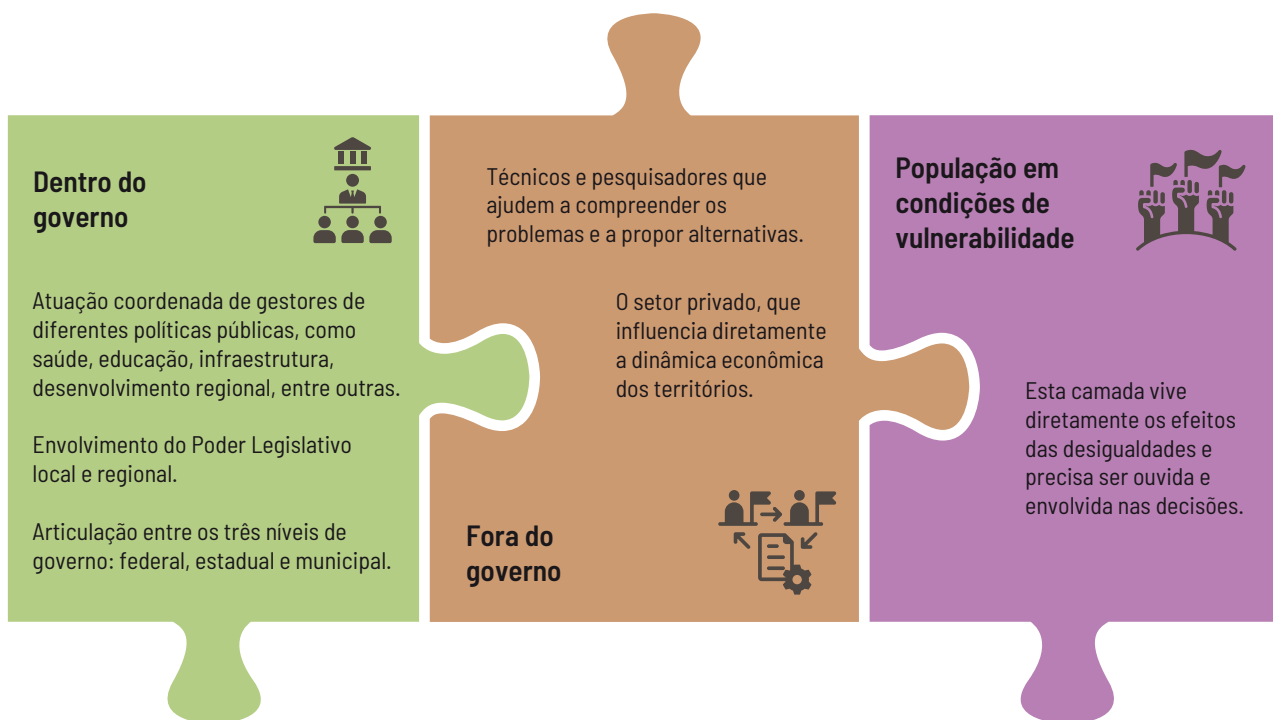 Dentro do
governo
Atuação coordenada de gestores de
diferentes políticas públicas, como
saúde, educação, infraestrutura,
desenvolvimento regional, entre outras.
Envolvimento do Poder Legislativo
local e regional.
Articulação entre os três níveis de
governo: federal, estadual e municipal.
Técnicos e pesquisadores que
ajudem a compreender os
problemas e a propor alternativas.
O setor privado, que
influencia diretamente
a dinâmica econômica
dos territórios.
Fora do
governo
População em
condições de
vulnerabilidade
Esta camada vive
diretamente os efeitos
das desigualdades e
precisa ser ouvida e
envolvida nas decisões.